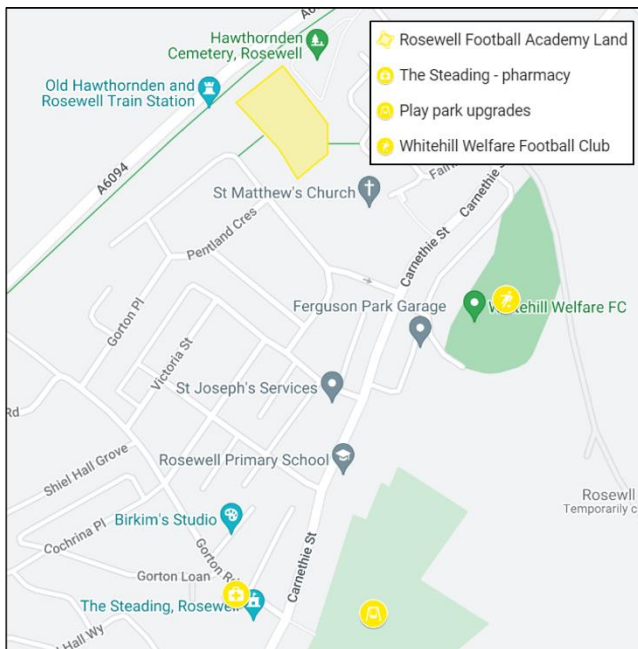 A6094
Hawthornden
Cemetery, Rosewell
Old Hawthornden and
Rosewell Train Station
A6094
Rosewell Football Academy Land
The Steading - pharmacy
Play park upgrades
Whitehill Welfare Football Club
St Matthew's Church
Carnethie St
Carnethie St
Pentland Cres
Ferguson Park Garage
Whitehill Welfare FC
Gorton Pl
Victoria St
St Joseph's Services
Rd
Rosewell Primary School
Shiel Hall Grove
Rosewll
Temporarily c
Birkim's Studio
Cochrina Pl
Gorton Loan
Gorton Rd
Carnethie St
The Steading, Rosewell
l Hall Wy